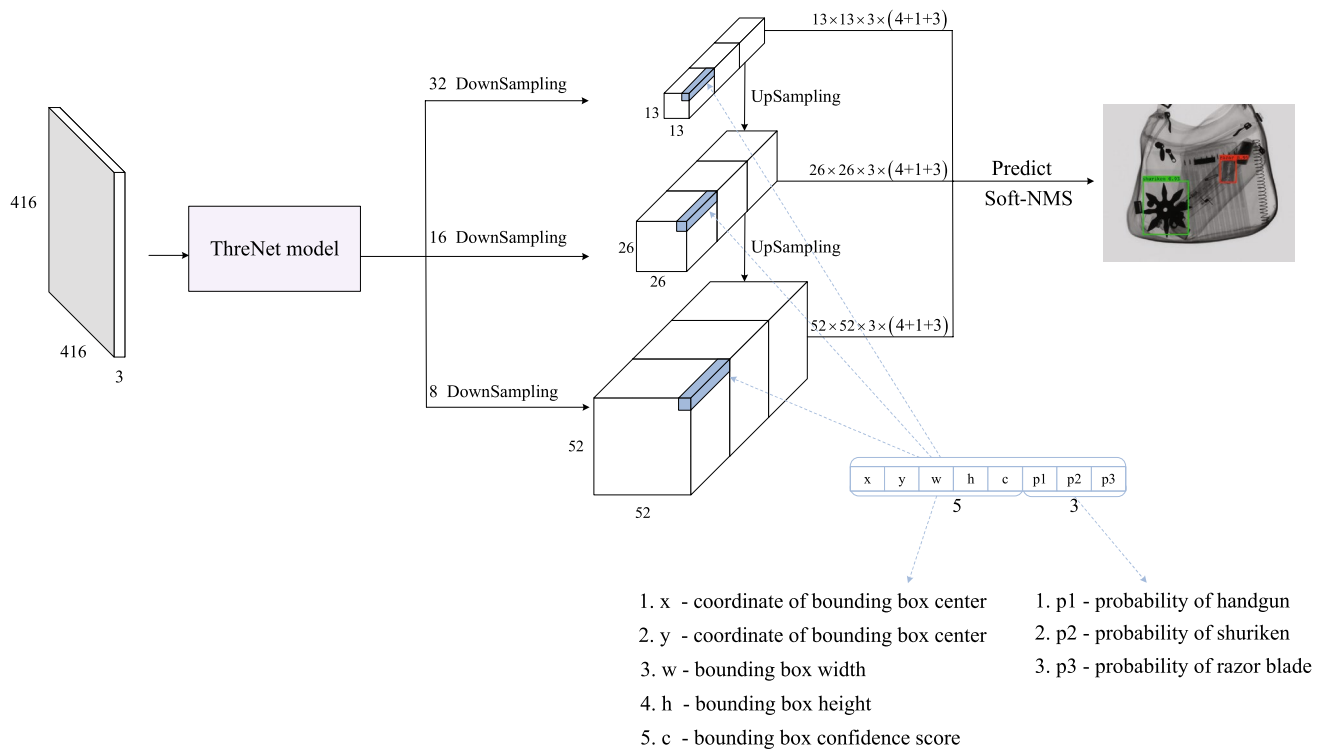 13×13×3×(4+1+3)
32 DownSampling
UpSampling
13
13
416
ThreNet model
16 DownSampling
26
26
26×26×3×(4+1+3)
Predict
Soft-NMS
UpSampling
416
3
8 DownSampling
52
52
52×52×3×(4+1+3)
x y w h c p1 p2 p3
5 3
1. x - coordinate of bounding box center
2. y - coordinate of bounding box center
3. w - bounding box width
4. h - bounding box height
5. c - bounding box confidence score
1. p1 - probability of handgun
2. p2 - probability of shuriken
3. p3 - probability of razor blade